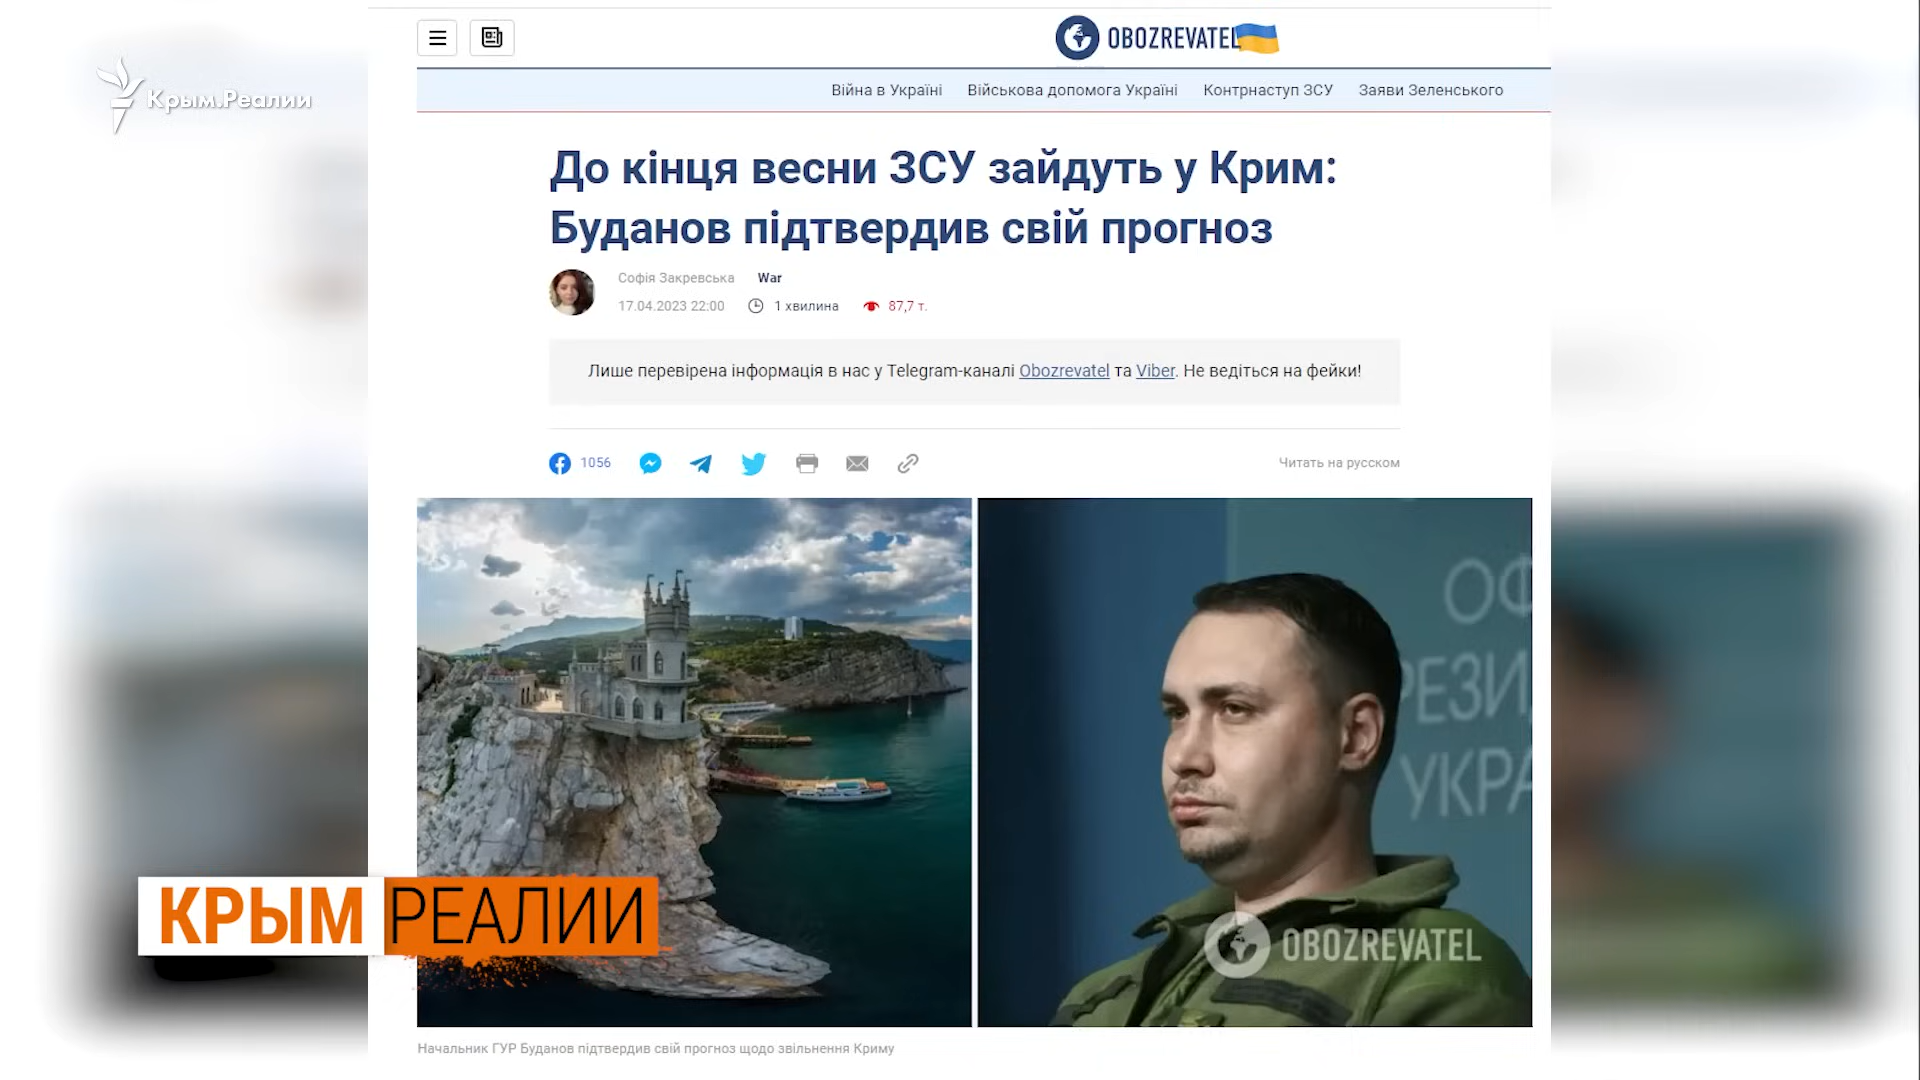 OBOZREVATEL
Крым.Реалии
Війна в Україні Військова допомога Україні Контрнаступ ЗСУ Заяви Зеленського
До кінця весни ЗСУ зайдуть у Крим:
Буданов підтвердив свій прогноз
Софія Закревська War
17.04.2023 22:00 1 хвилина 87,7 т.
Лише перевірена інформація в нас у Telegram-каналі Obozrevatel та Viber. Не ведіться на фейки!
1056 Читать на русском
ОФ
РЕЗИ
УКРА
КРЫМ РЕАЛИИ
OBOZREVATEL
Начальник ГУР Буданов підтвердив свій прогноз щодо звільнення Криму